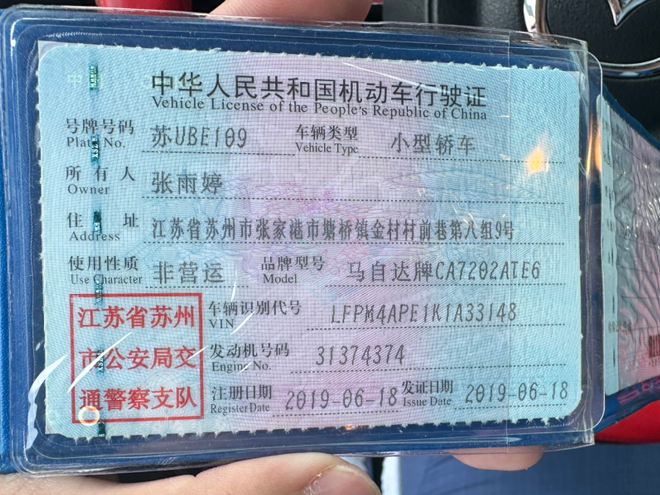 中华人民共和国机动车行驶证
Vehicle License of the People's Republic of China
号牌号码 苏UBE109 车辆类型 小型轿车
Plate No. Vehicle Type
所有人 张雨婷
Owner
住址 江苏省苏州市张家港市塘桥镇金村村前巷第八组9号
Address
使用性质 非营运 品牌型号 马自达牌CA7202ATE6
Use Character Model
江苏省苏州 车辆识别代号 LFPM4APE1K1A33148
VIN
市公安局交 发动机号码 31374374
Engine No.
通警察支队 注册日期 2019-06-18 发证日期 2019-06-18
Register Date Issue Date